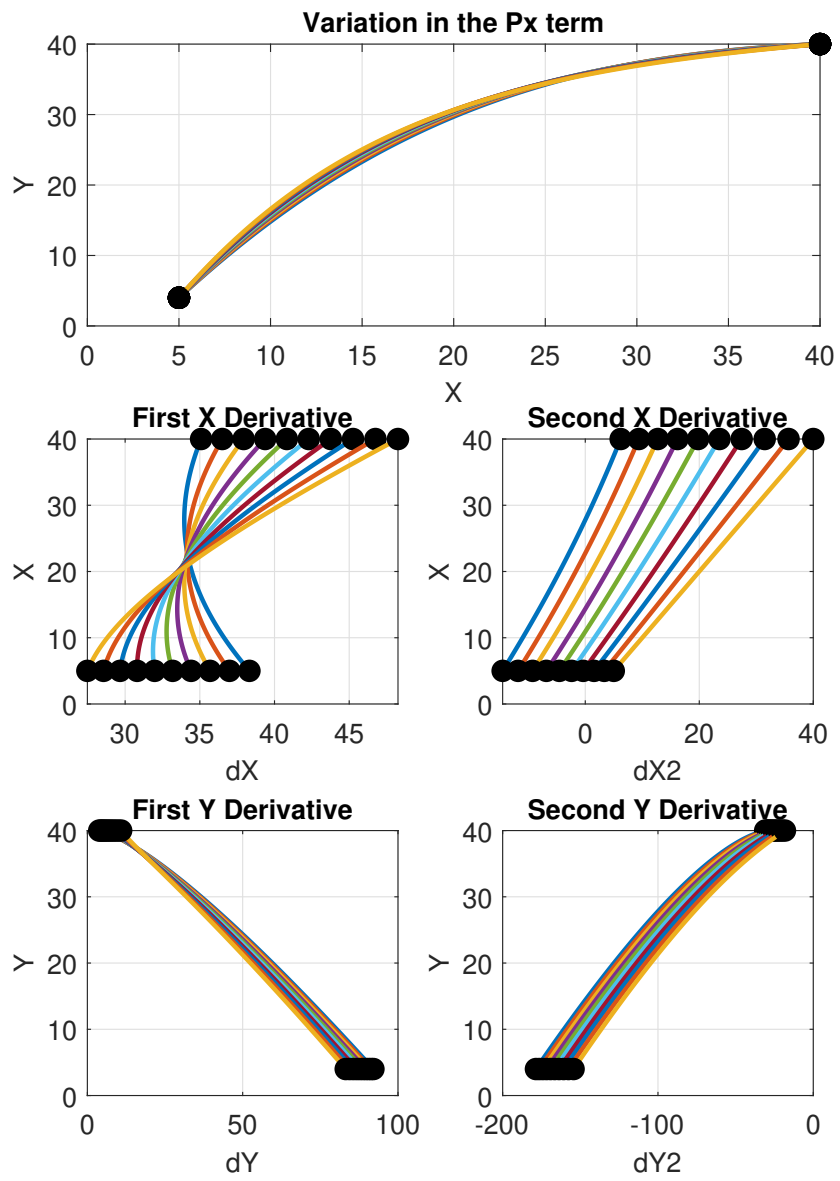 Variation in the Px term
40
30
20
10
0
Y
0 5 10 15 20 25 30 35 40
X
First X Derivative
40
30
20
10
0
X
30 35 40 45
dX
Second X Derivative
40
30
20
10
0
X
0 20 40
dX2
First Y Derivative
40
30
20
10
0
Y
0 50 100
dY
Second Y Derivative
40
30
20
10
0
Y
-200 -100 0
dY2